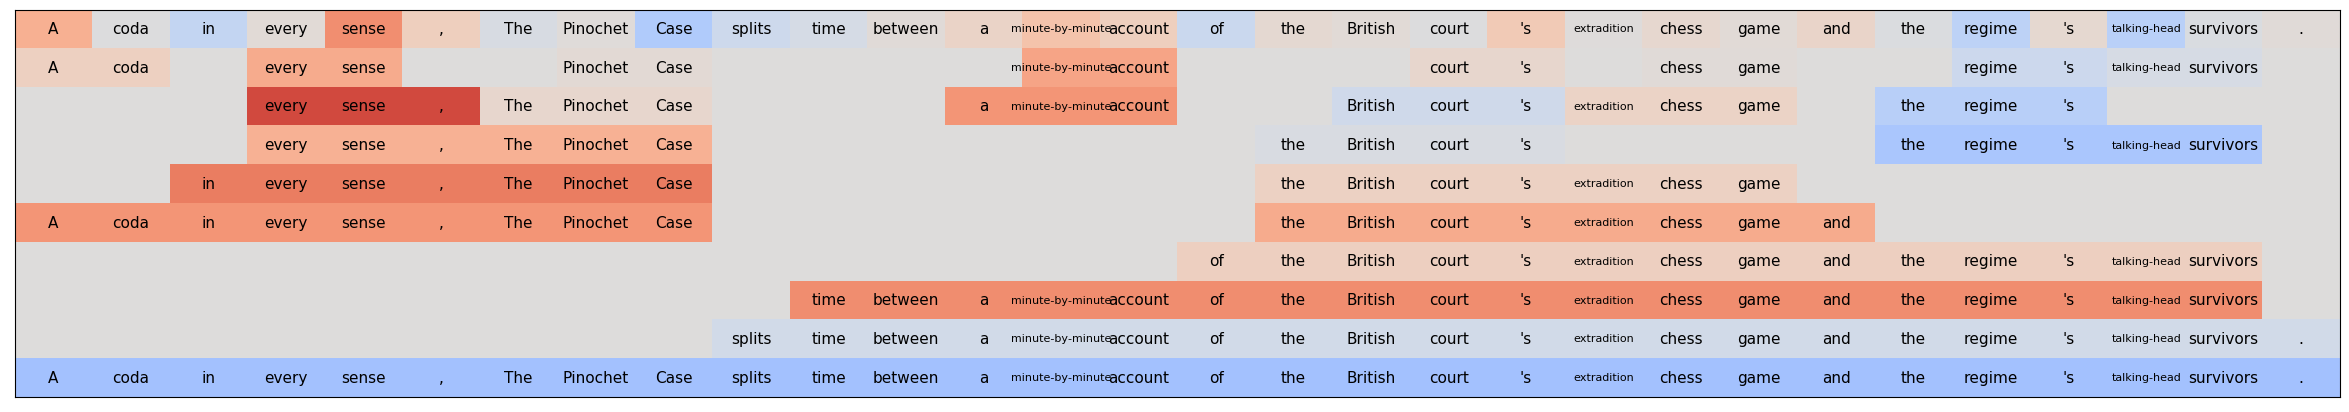 A coda in every sense , The Pinochet Case splits time between a minute-by-minute account of the British court 's extradition chess game and the regime 's talking-head survivors .
A coda every sense Pinochet Case minute-by-minute account court 's chess game regime 's talking-head survivors
every sense , The Pinochet Case a minute-by-minute account British court 's extradition chess game the regime 's
every sense , The Pinochet Case the British court 's the regime 's talking-head survivors
in every sense , The Pinochet Case the British court 's extradition chess game
A coda in every sense , The Pinochet Case the British court 's extradition chess game and
of the British court 's extradition chess game and the regime 's talking-head survivors
time between a minute-by-minute account of the British court 's extradition chess game and the regime 's talking-head survivors
splits time between a minute-by-minute account of the British court 's extradition chess game and the regime 's talking-head survivors .
A coda in every sense , The Pinochet Case splits time between a minute-by-minute account of the British court 's extradition chess game and the regime 's talking-head survivors .